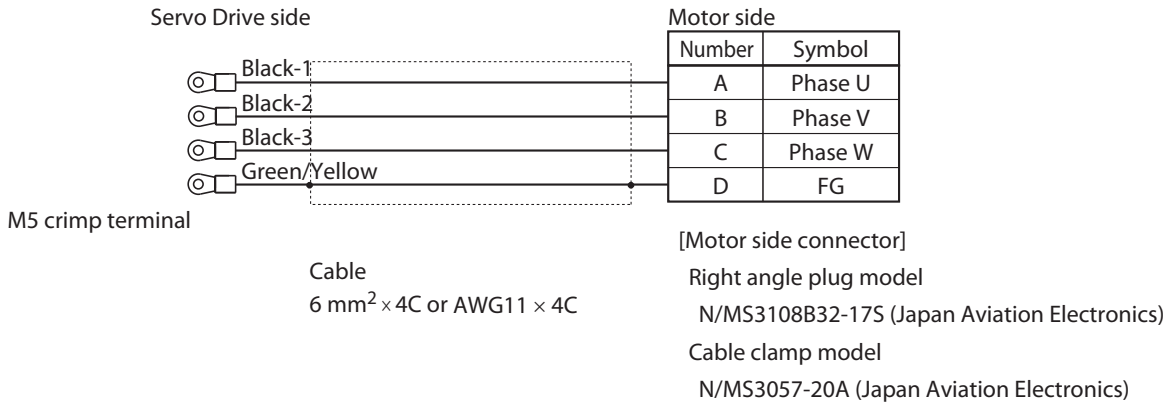 Servo Drive side
Motor side
Number Symbol
Black-1 A Phase U
Black-2 B Phase V
Black-3 C Phase W
Green/Yellow D FG
M5 crimp terminal
[Motor side connector]
Cable
Right angle plug model
6 mm² × 4C or AWG11 × 4C
N/MS3108B32-17S (Japan Aviation Electronics)
Cable clamp model
N/MS3057-20A (Japan Aviation Electronics)